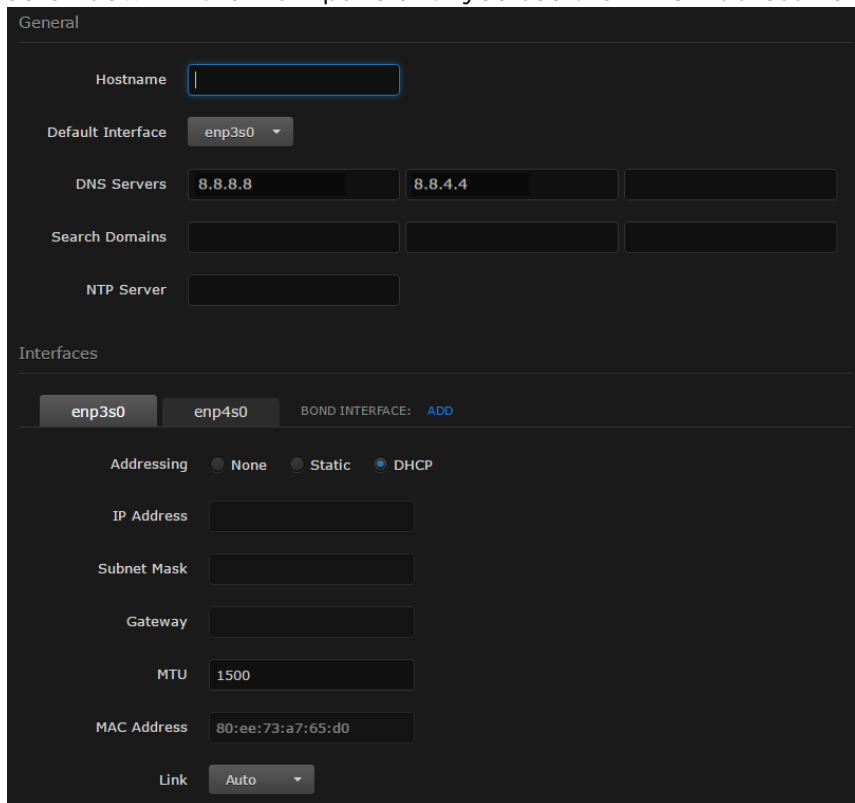 General
Hostname
Default Interface enp3s0
DNS Servers 8.8.8.8 8.8.4.4
Search Domains
NTP Server
Interfaces
enp3s0 enp4s0 BOND INTERFACE: ADD
Addressing None Static DHCP
IP Address
Subnet Mask
Gateway
MTU 1500
MAC Address 80:ee:73:a7:65:d0
Link Auto